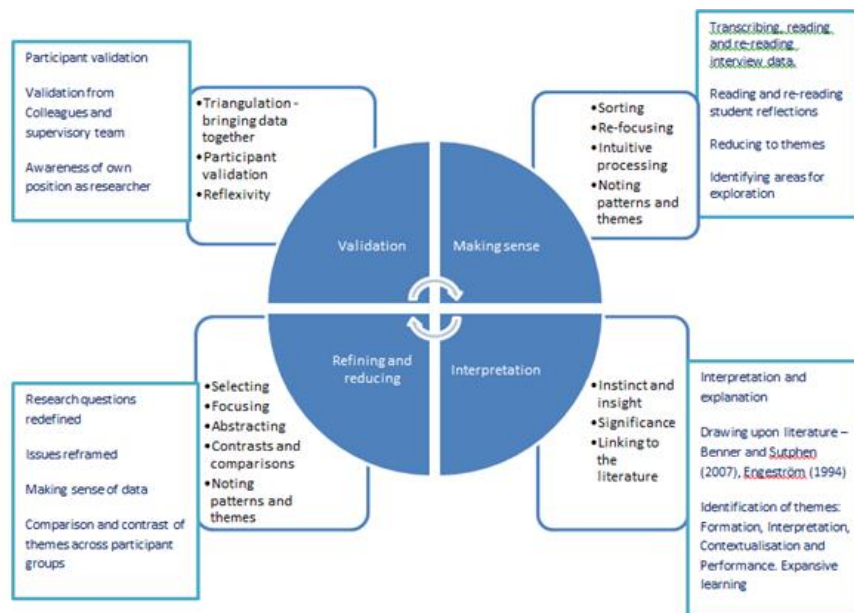 Participant validation
Validation from
Colleagues and
supervisory team
Awareness of own
position as researcher
•Triangulation -
bringing data
together
•Participant
validation
•Reflexivity
Validation
Making sense
•Sorting
•Re-focusing
•Intuitive
processing
•Noting
patterns and
themes
Transcribing, reading
and re-reading
interview data.
Reading and re-reading
student reflections
Reducing to themes
Identifying areas for
exploration
Research questions
redefined
Issues reframed
Making sense of data
Comparison and contrast of
themes across participant
groups
•Selecting
•Focusing
•Abstracting
•Contrasts and
comparisons
•Noting
patterns and
themes
Refining and
reducing
Interpretation
•Instinct and
insight
•Significance
•Linking to
the
literature
Interpretation and
explanation
Drawing upon literature –
Benner and Sutphen
(2007), Engeström (1994)
Identification of themes:
Formation, Interpretation,
Contextualisation and
Performance. Expansive
learning